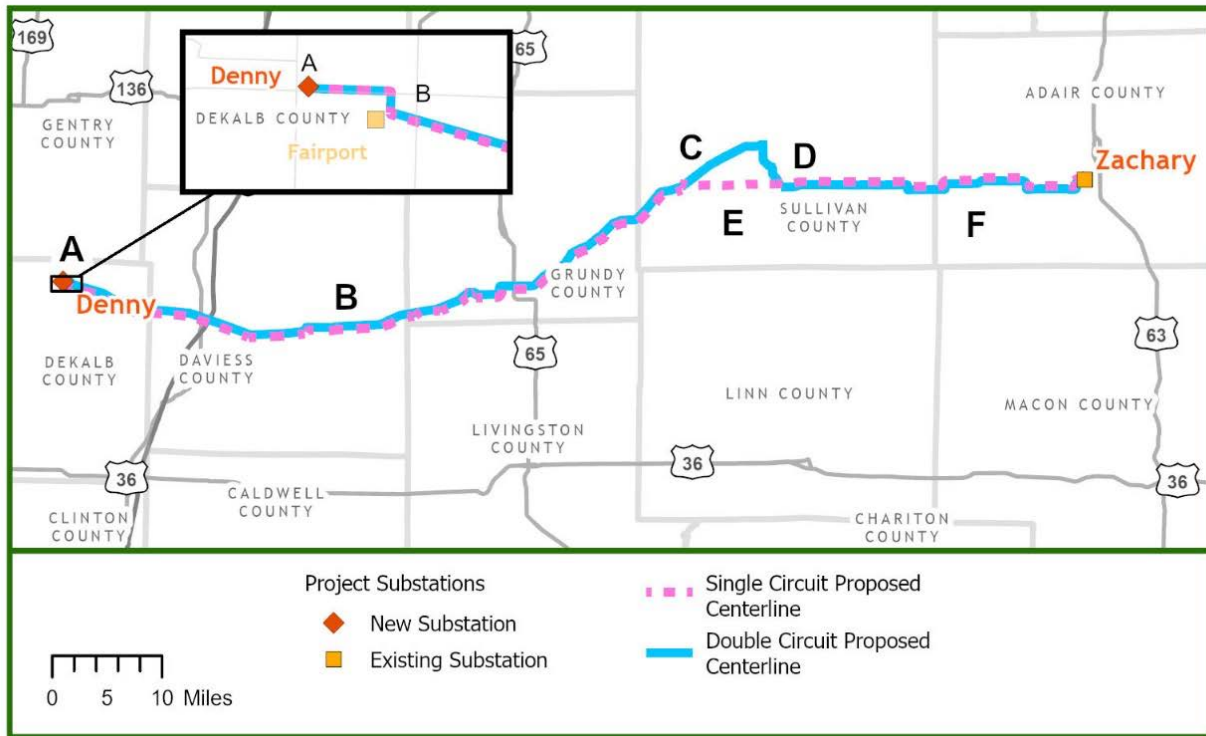 169
136
65
GENTRY
COUNTY
Denny
A
B
DEKALB COUNTY
Fairport
ADAIR COUNTY
Zachary
C
D
E
SULLIVAN
COUNTY
F
A
Denny
B
GRUNDY
COUNTY
DEKALB
COUNTY
DAVIESS
COUNTY
65
63
LINN COUNTY
MACON COUNTY
LIVINGSTON
COUNTY
36
36
36
CALDWELL
COUNTY
CLINTON
COUNTY
CHARITON
COUNTY
Project Substations
New Substation
Existing Substation
Single Circuit Proposed
Centerline
Double Circuit Proposed
Centerline
0 5 10 Miles